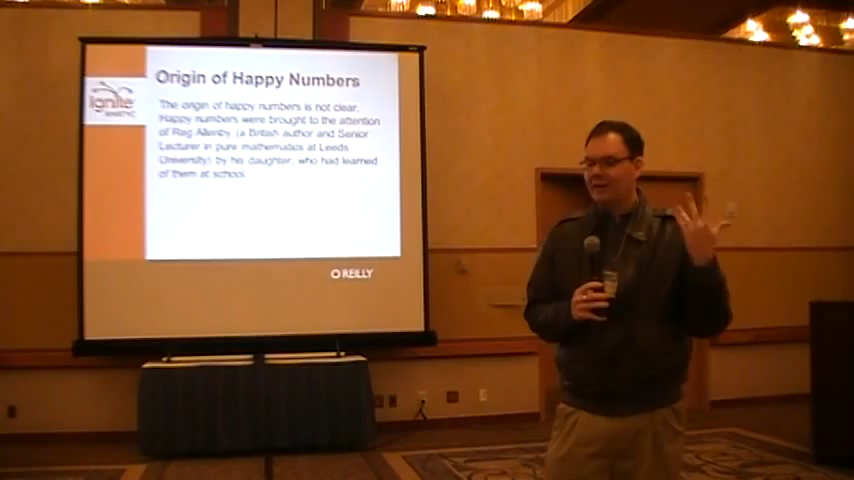 Origin of Happy Numbers
Ignite
The origin of happy numbers is not clear.
Happy numbers were brought to the attention
of Reg Allenby (a British author and Senior
Lecturer in pure mathematics at Leeds
University) by his daughter, who had learned
of them at school.
O'REILLY